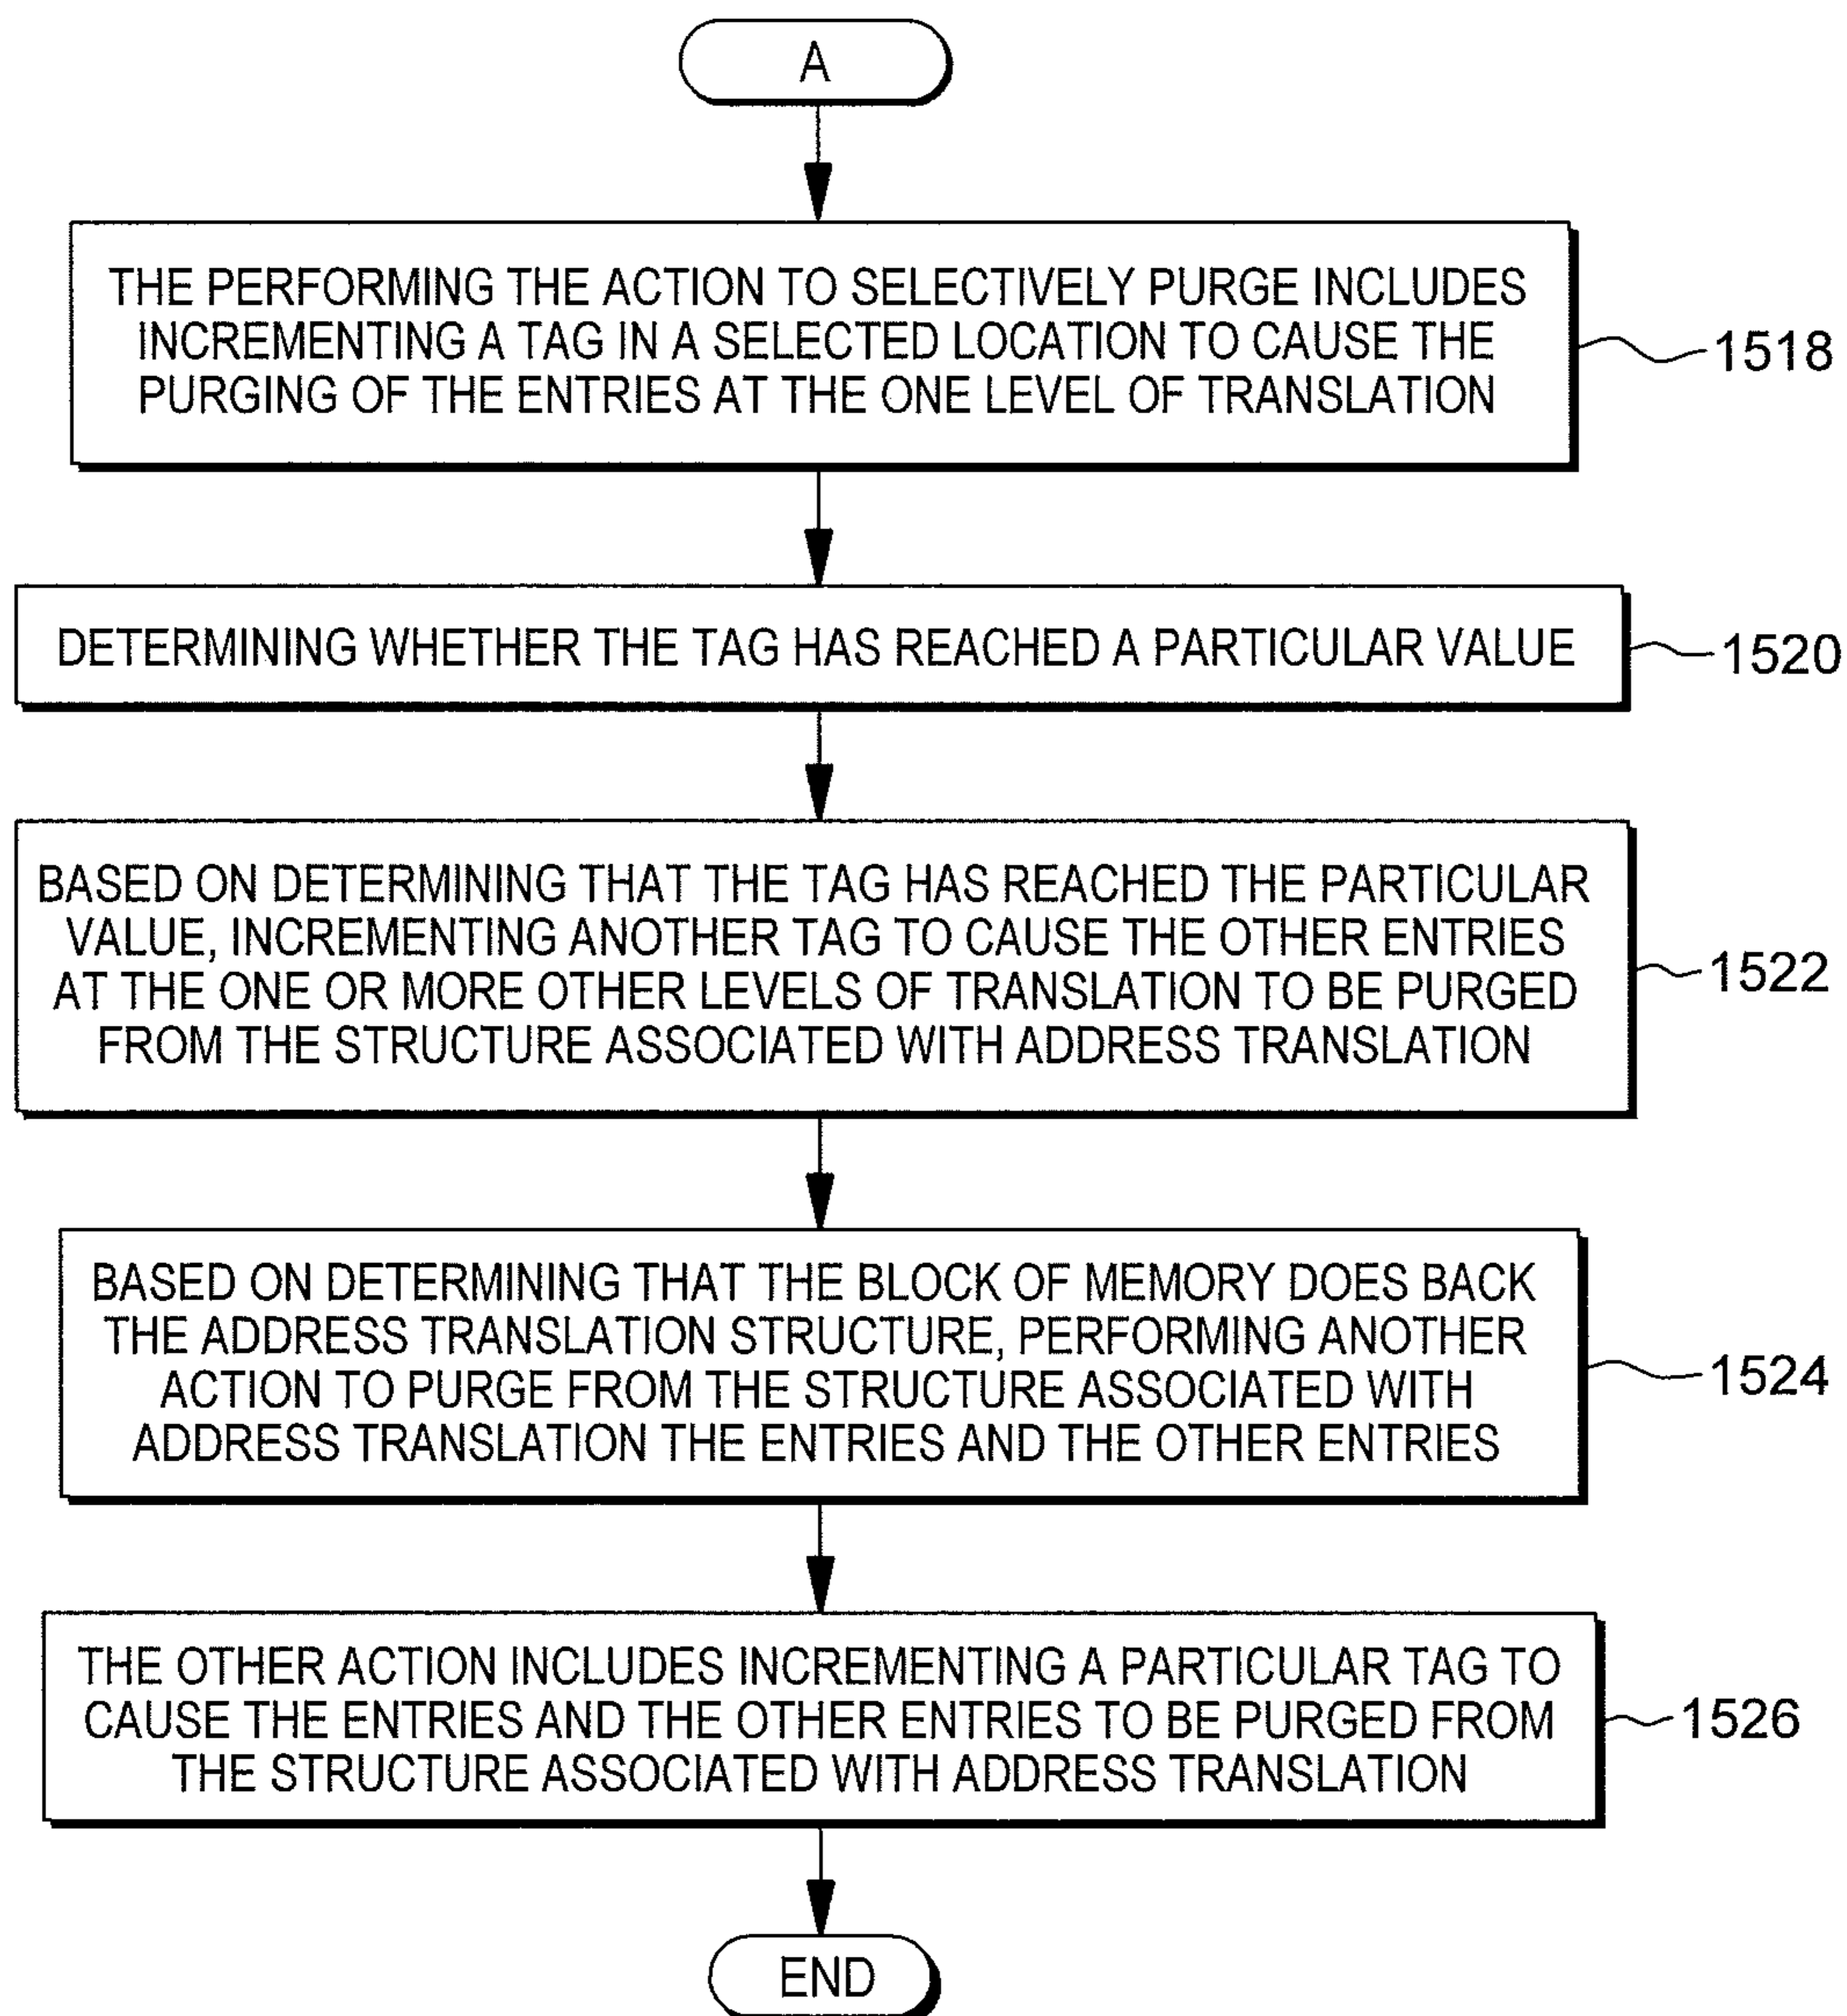 A
THE PERFORMING THE ACTION TO SELECTIVELY PURGE INCLUDES
INCREMENTING A TAG IN A SELECTED LOCATION TO CAUSE THE
PURGING OF THE ENTRIES AT THE ONE LEVEL OF TRANSLATION
1518
DETERMINING WHETHER THE TAG HAS REACHED A PARTICULAR VALUE
1520
BASED ON DETERMINING THAT THE TAG HAS REACHED THE PARTICULAR
VALUE, INCREMENTING ANOTHER TAG TO CAUSE THE OTHER ENTRIES
AT THE ONE OR MORE OTHER LEVELS OF TRANSLATION TO BE PURGED
FROM THE STRUCTURE ASSOCIATED WITH ADDRESS TRANSLATION
1522
BASED ON DETERMINING THAT THE BLOCK OF MEMORY DOES BACK
THE ADDRESS TRANSLATION STRUCTURE, PERFORMING ANOTHER
ACTION TO PURGE FROM THE STRUCTURE ASSOCIATED WITH
ADDRESS TRANSLATION THE ENTRIES AND THE OTHER ENTRIES
1524
THE OTHER ACTION INCLUDES INCREMENTING A PARTICULAR TAG TO
CAUSE THE ENTRIES AND THE OTHER ENTRIES TO BE PURGED FROM
THE STRUCTURE ASSOCIATED WITH ADDRESS TRANSLATION
1526
END